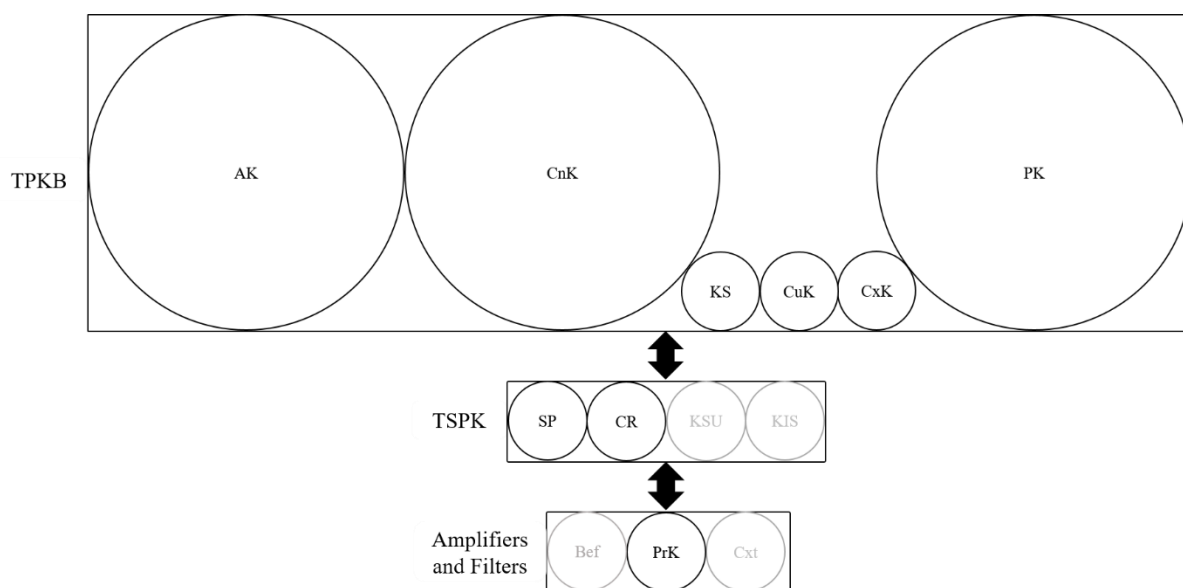 TPKB
AK
CnK
PK
KS
CuK
CxK
TSPK
SP
CR
KSU
KIS
Amplifiers
and Filters
Bef
PrK
Cxt